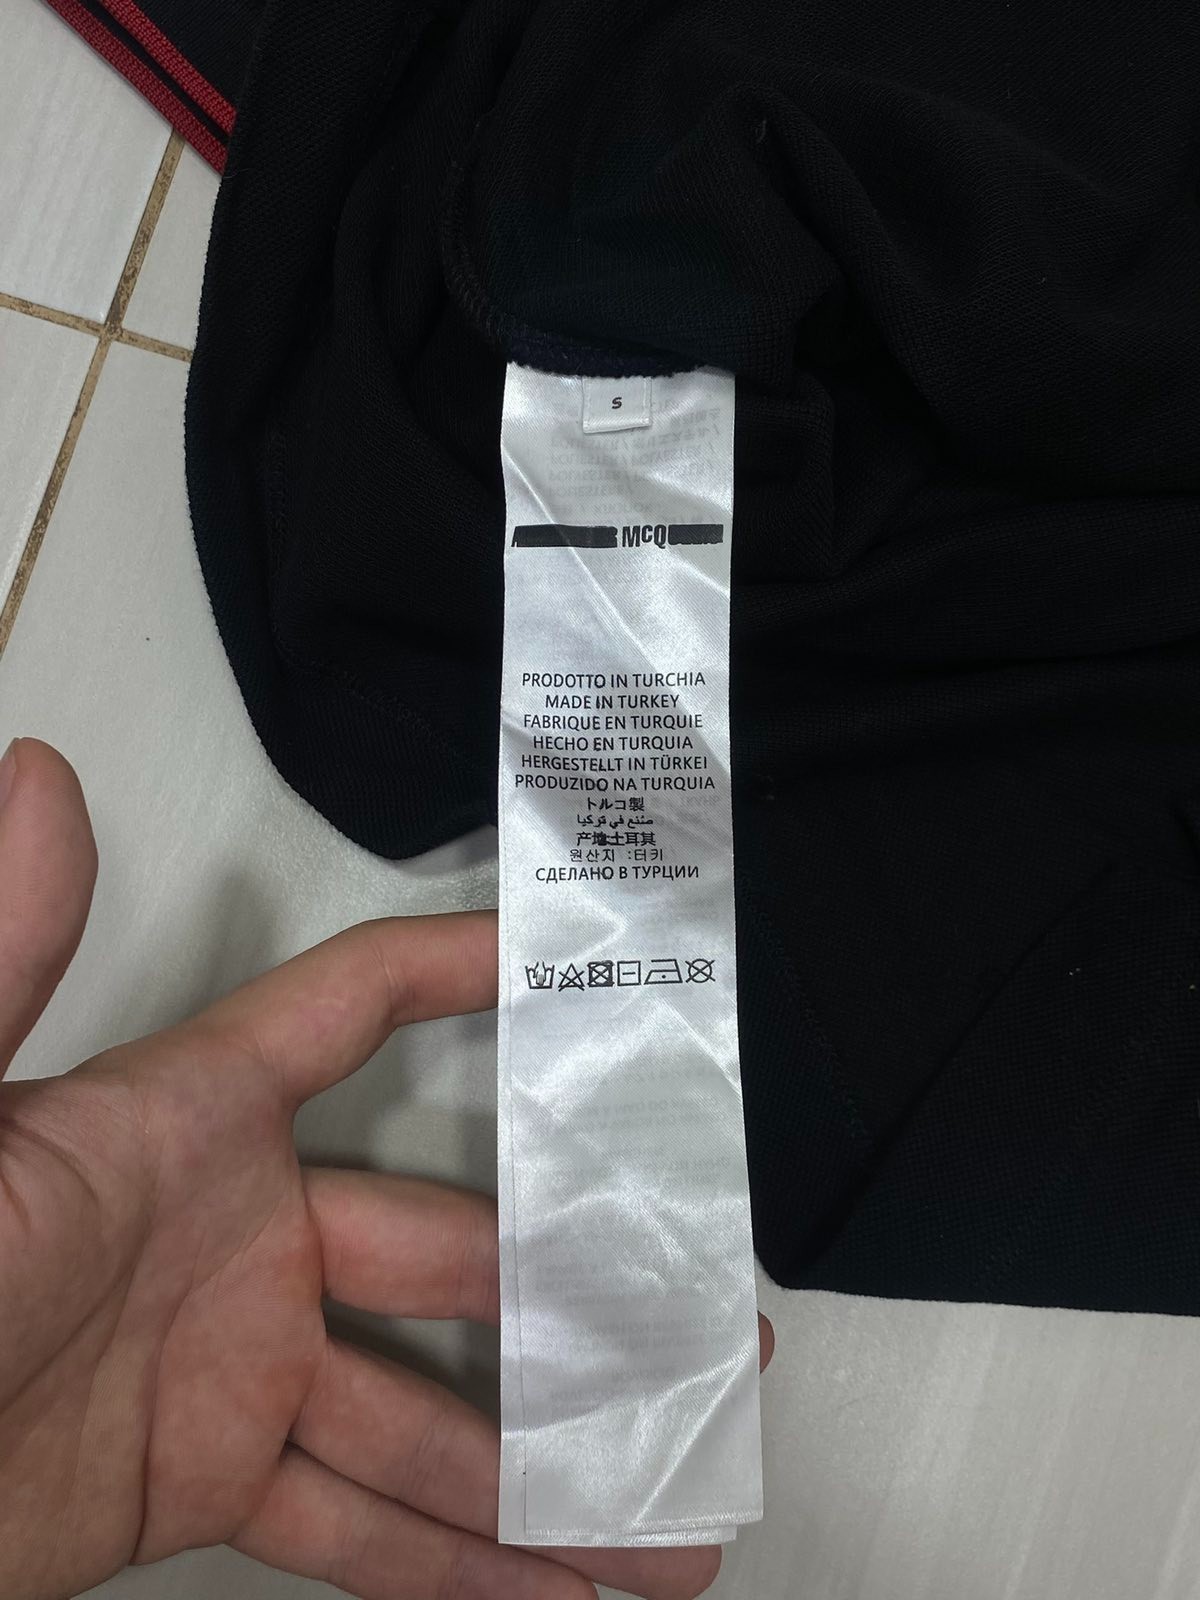 S
McQ
PRODOTTO IN TURCHIA
MADE IN TURKEY
FABRIQUE EN TURQUIE
HECHO EN TURQUIA
HERGESTELLT IN TÜRKEI
PRODUZIDO NA TURQUIA
トルコ製
صنع في تركيا
产地土耳其
원산지 :터키
СДЕЛАНО В ТУРЦИИ